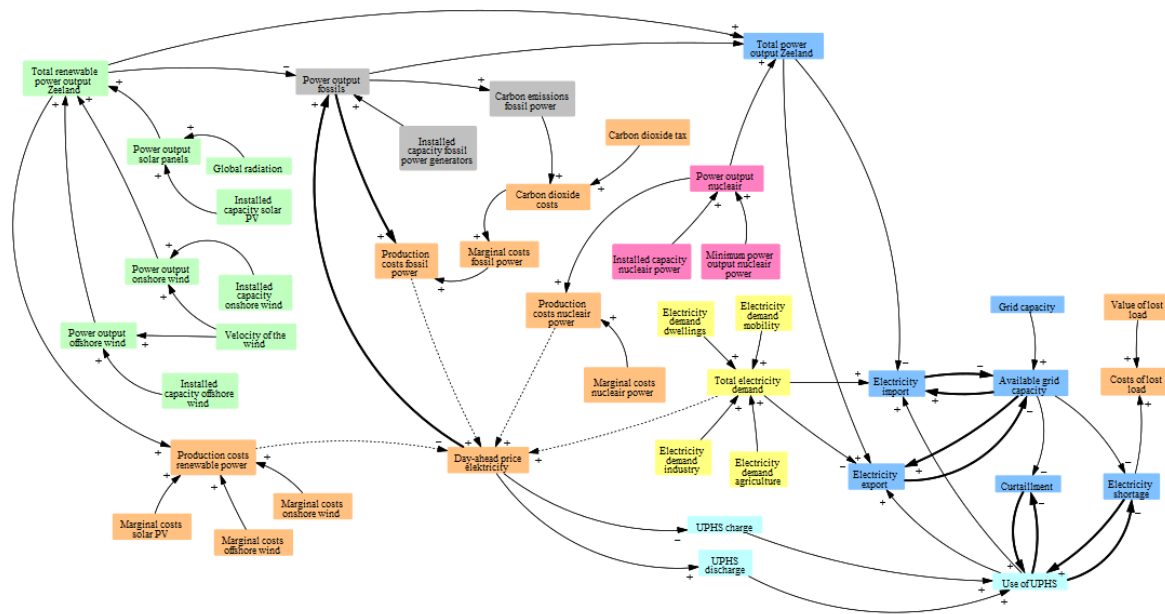 Total power
output Zeeland
Total renewable
power output
Zeeland
Power output
fossils
Carbon emissions
fossil power
Installed
capacity fossil
power generators
Carbon dioxide tax
Power output
solar panels
Global radiation
Installed
capacity solar
PV
Carbon dioxide
costs
Power output
nucleair
Production
costs fossil
power
Marginal costs
fossil power
Installed capacity
nuclear power
Minimum power
output nuclear
power
Power output
onshore wind
Installed
capacity onshore
wind
Production
costs nuclear
power
Electricity
demand
dwellings
Electricity
demand
mobility
Grid capacity
Value of lost
load
Power output
offshore wind
Velocity of the
wind
Installed
capacity offshore
wind
Marginal costs
nuclear power
Total electricity
demand
Electricity
import
Available grid
capacity
Costs of lost
load
Production costs
renewable power
Day-ahead price
elektricity
Electricity
demand
industry
Electricity
demand
agriculture
Electricity
export
Curtaillment
Electricity
shortage
Marginal costs
solar PV
Marginal costs
offshore wind
Marginal costs
onshore wind
UPHS charge
UPHS
discharge
Use of UPHS